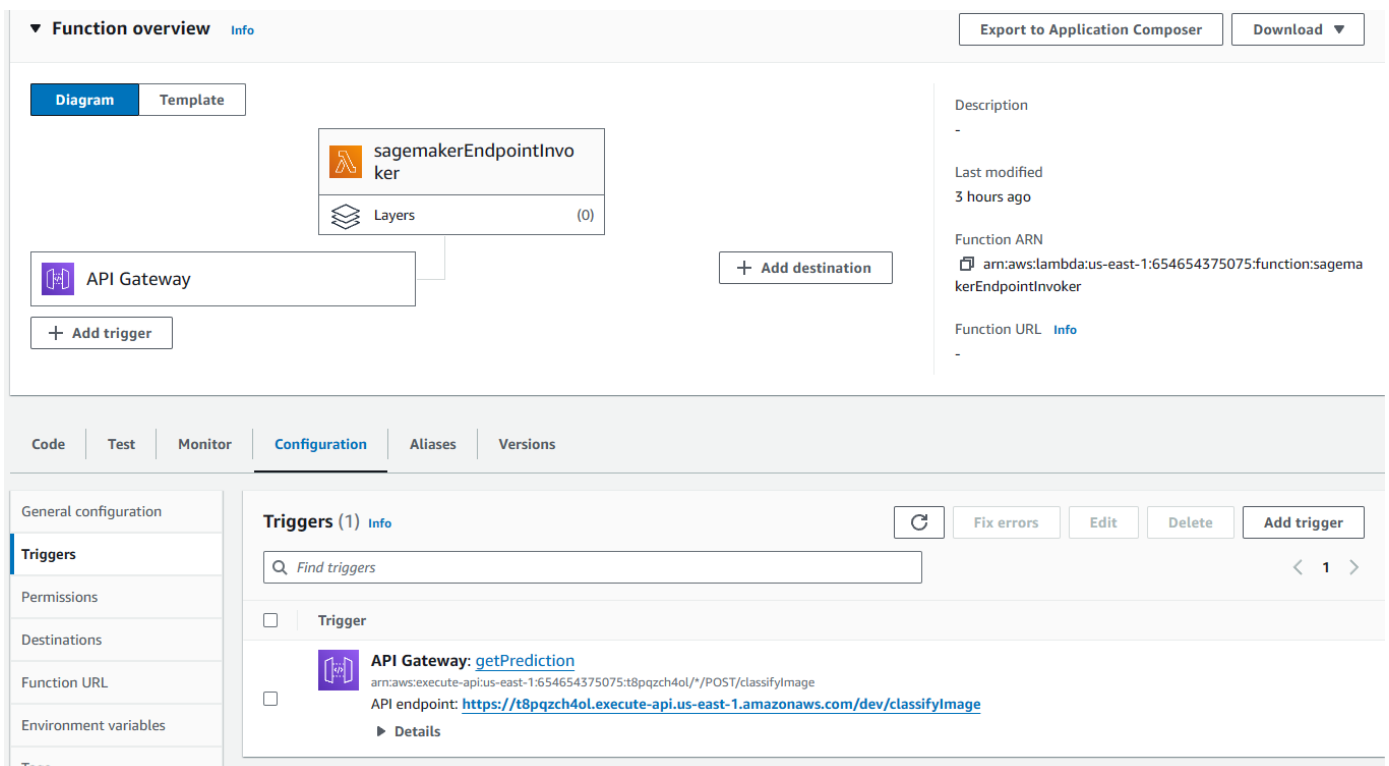 Function overview Info
Export to Application Composer
Download
Diagram
Template
sagemakerEndpointInvo
ker
Layers (0)
API Gateway
Add trigger
Add destination
Description
-
Last modified
3 hours ago
Function ARN
arn:aws:lambda:us-east-1:654654375075:function:sagema
kerEndpointInvoker
Function URL Info
-
Code Test Monitor Configuration Aliases Versions
General configuration
Triggers
Permissions
Destinations
Function URL
Environment variables
Triggers (1) Info
Fix errors
Edit
Delete
Add trigger
Find triggers
1
Trigger
API Gateway: getPrediction
arn:aws:execute-api:us-east-1:654654375075:t8pqzch4ol/*/POST/classifyImage
API endpoint: https://t8pqzch4ol.execute-api.us-east-1.amazonaws.com/dev/classifyImage
Details